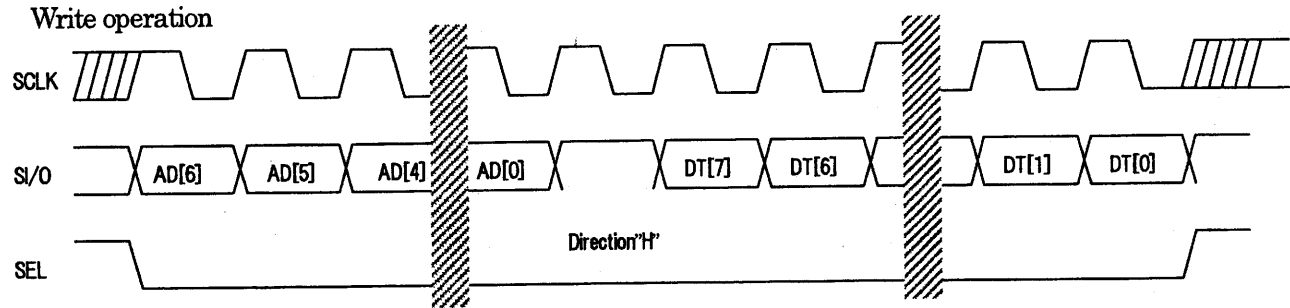 Write operation
SCLK
SI/O AD[6] AD[5] AD[4] AD[0] DT[7] DT[6] DT[1] DT[0]
Direction"H"
SEL